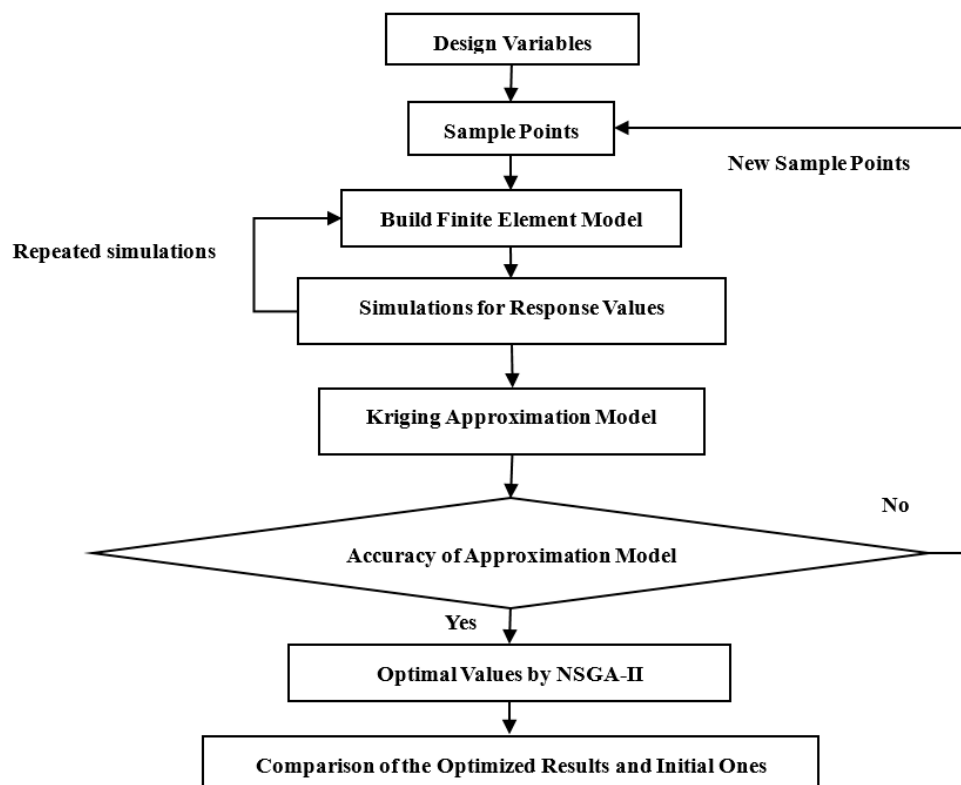 Design Variables
Sample Points
New Sample Points
Build Finite Element Model
Repeated simulations
Simulations for Response Values
Kriging Approximation Model
No
Accuracy of Approximation Model
Yes
Optimal Values by NSGA-II
Comparison of the Optimized Results and Initial Ones